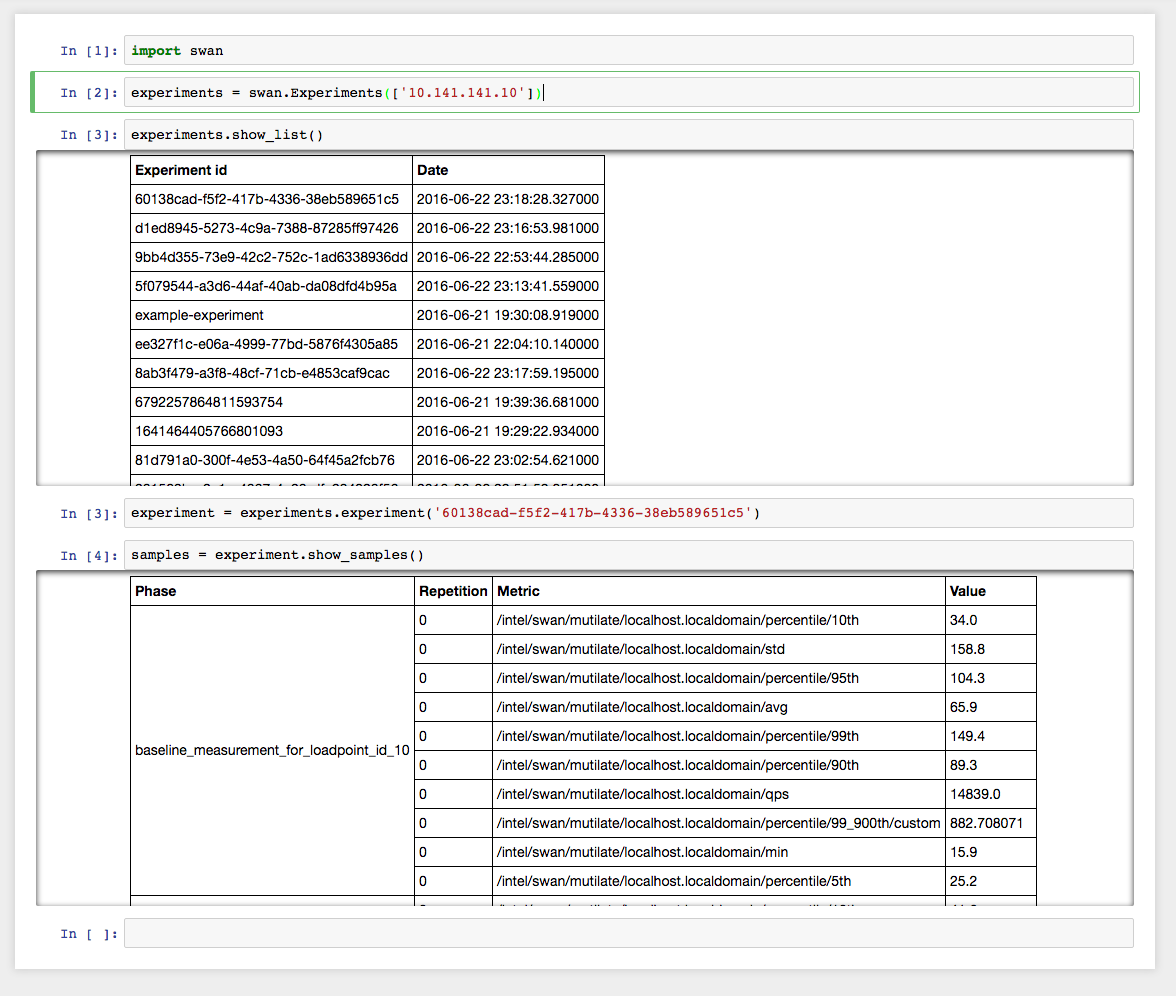 In [1]: import swan
In [2]: experiments = swan.Experiments(['10.141.141.10'])
In [3]: experiments.show_list()
Experiment id Date
60138cad-f5f2-417b-4336-38eb589651c5 2016-06-22 23:18:28.327000
d1ed8945-5273-4c9a-7388-87285ff97426 2016-06-22 23:16:53.981000
9bb4d355-73e9-42c2-752c-1ad6338936dd 2016-06-22 22:53:44.285000
5f079544-a3d6-44af-40ab-da08dfd4b95a 2016-06-22 23:13:41.559000
example-experiment 2016-06-21 19:30:08.919000
ee327f1c-e06a-4999-77bd-5876f4305a85 2016-06-21 22:04:10.140000
8ab3f479-a3f8-48cf-71cb-e4853caf9cac 2016-06-22 23:17:59.195000
6792257864811593754 2016-06-21 19:39:36.681000
1641464405766801093 2016-06-21 19:29:22.934000
81d791a0-300f-4e53-4a50-64f45a2fcb76 2016-06-22 23:02:54.621000
In [3]: experiment = experiments.experiment('60138cad-f5f2-417b-4336-38eb589651c5')
In [4]: samples = experiment.show_samples()
Phase Repetition Metric Value
0 /intel/swan/mutilate/localhost.localdomain/percentile/10th 34.0
0 /intel/swan/mutilate/localhost.localdomain/std 158.8
0 /intel/swan/mutilate/localhost.localdomain/percentile/95th 104.3
0 /intel/swan/mutilate/localhost.localdomain/avg 65.9
0 /intel/swan/mutilate/localhost.localdomain/percentile/99th 149.4
baseline_measurement_for_loadpoint_id_10
0 /intel/swan/mutilate/localhost.localdomain/percentile/90th 89.3
0 /intel/swan/mutilate/localhost.localdomain/qps 14839.0
0 /intel/swan/mutilate/localhost.localdomain/percentile/99_900th/custom 882.708071
0 /intel/swan/mutilate/localhost.localdomain/min 15.9
0 /intel/swan/mutilate/localhost.localdomain/percentile/5th 25.2
In [ ]: